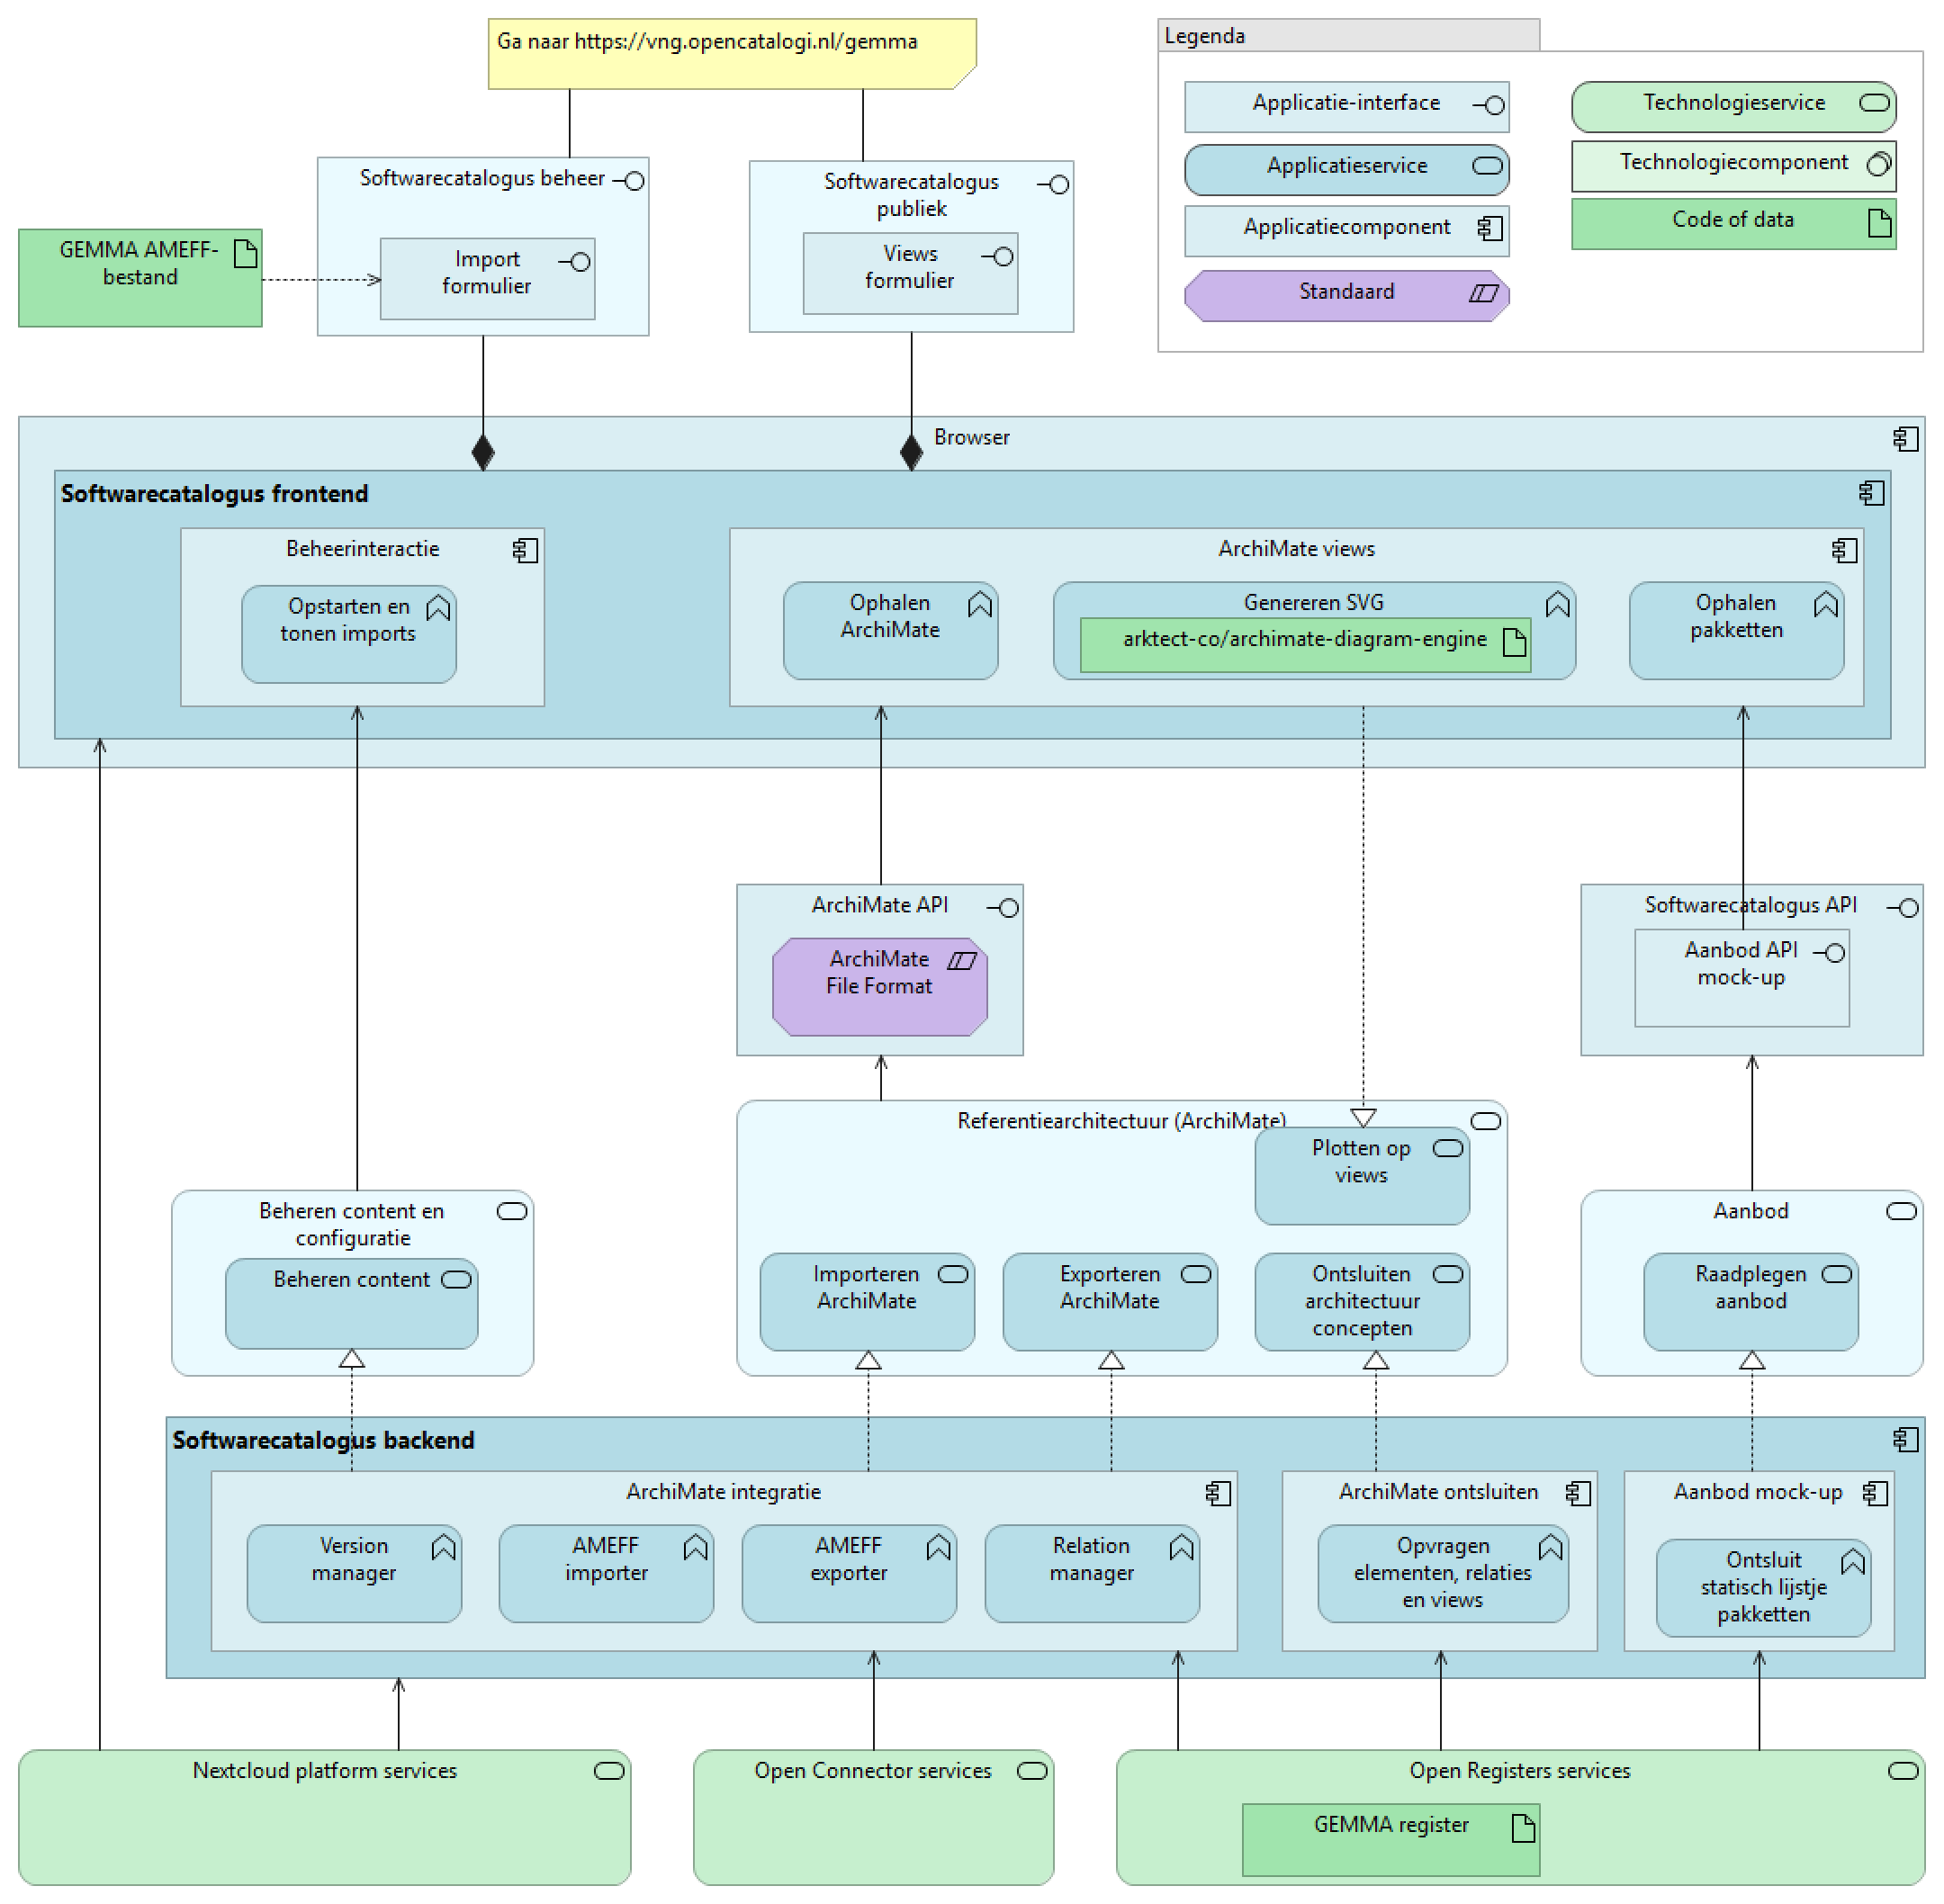 Ga naar https://vng.opencatalogi.nl/gemma
Legenda
Applicatie-interface
Technologieservice
Applicatieservice
Technologiecomponent
Applicatiecomponent
Code of data
Standaard
Softwarecatalogus beheer
Import
formulier
Softwarecatalogus
publiek
Views
formulier
GEMMA AMEFF-
bestand
Browser
Softwarecatalogus frontend
Beheerinteractie
Opstarten en
tonen imports
ArchiMate views
Ophalen
ArchiMate
Genereren SVG
arktect-co/archimate-diagram-engine
Ophalen
pakketten
ArchiMate API
ArchiMate
File Format
Softwarecatalogus API
Aanbod API
mock-up
Referentiearchitectuur (ArchiMate)
Plotten op
views
Importeren
ArchiMate
Exporteren
ArchiMate
Ontsluiten
architectuur
concepten
Beheren content en
configuratie
Beheren content
Aanbod
Raadplegen
aanbod
Softwarecatalogus backend
ArchiMate integratie
Version
manager
AMEFF
importer
AMEFF
exporter
Relation
manager
ArchiMate ontsluiten
Opvragen
elementen, relaties
en views
Aanbod mock-up
Ontsluit
statisch lijstje
pakketten
Nextcloud platform services
Open Connector services
Open Registers services
GEMMA register